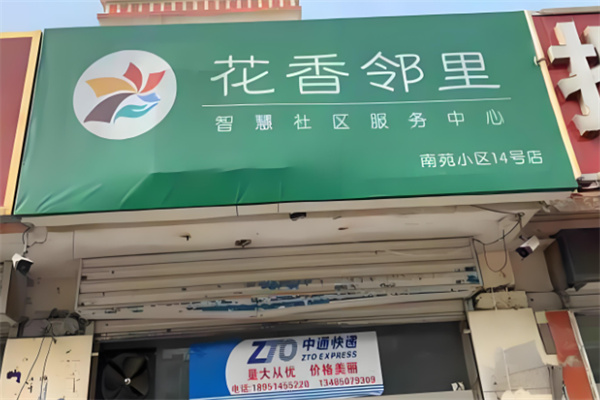 花香邻里
智慧社区服务中心
南苑小区14号店
ZTO 中通快递
ZTO EXPRESS
量大从优 价格美丽
电话:18951455220 13485079309